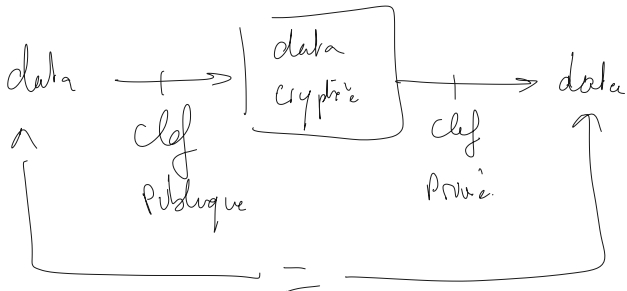 data
clef
publique
data
cryptée
clef
Privée
data
=